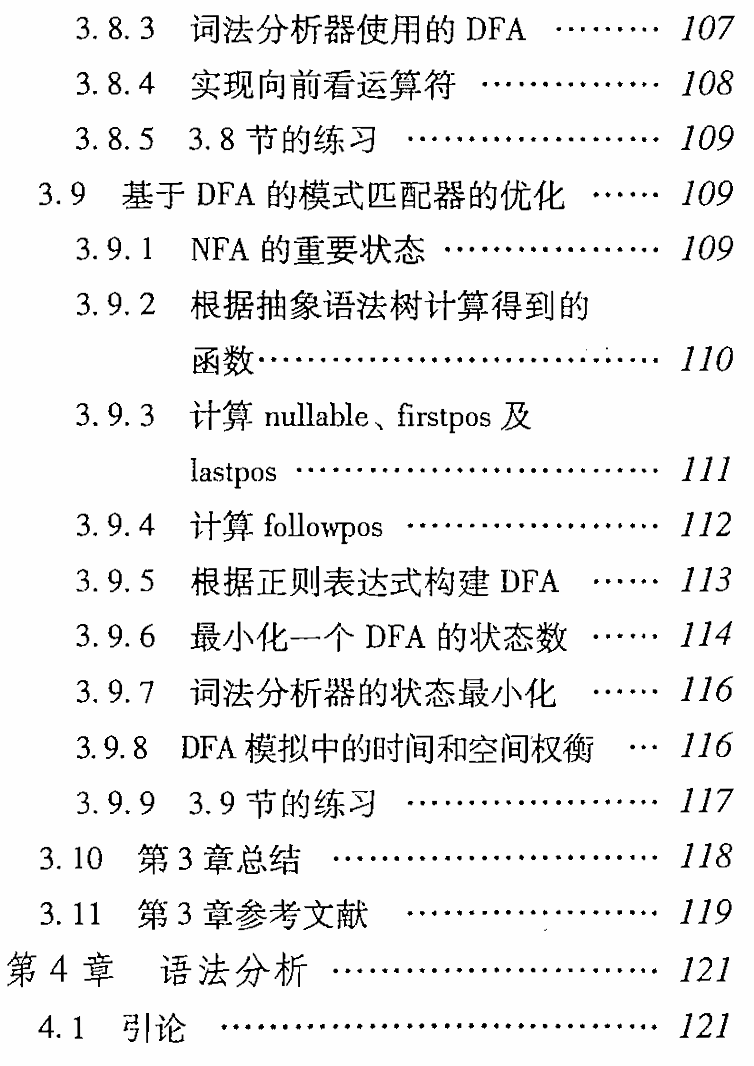 3.8.3 词法分析器使用的 DFA ……… 107
3.8.4 实现向前看运算符 …………… 108
3.8.5 3.8 节的练习 ………………… 109
3.9 基于 DFA 的模式匹配器的优化 …… 109
3.9.1 NFA 的重要状态 ……………… 109
3.9.2 根据抽象语法树计算得到的
函数…………………………… 110
3.9.3 计算 nullable、firstpos 及
lastpos ………………………… 111
3.9.4 计算 followpos ………………… 112
3.9.5 根据正则表达式构建 DFA …… 113
3.9.6 最小化一个 DFA 的状态数 …… 114
3.9.7 词法分析器的状态最小化 …… 116
3.9.8 DFA 模拟中的时间和空间权衡 … 116
3.9.9 3.9 节的练习 ………………… 117
3.10 第 3 章总结 ……………………… 118
3.11 第 3 章参考文献 ………………… 119
第 4 章 语法分析 ……………………… 121
4.1 引论 ……………………………… 121